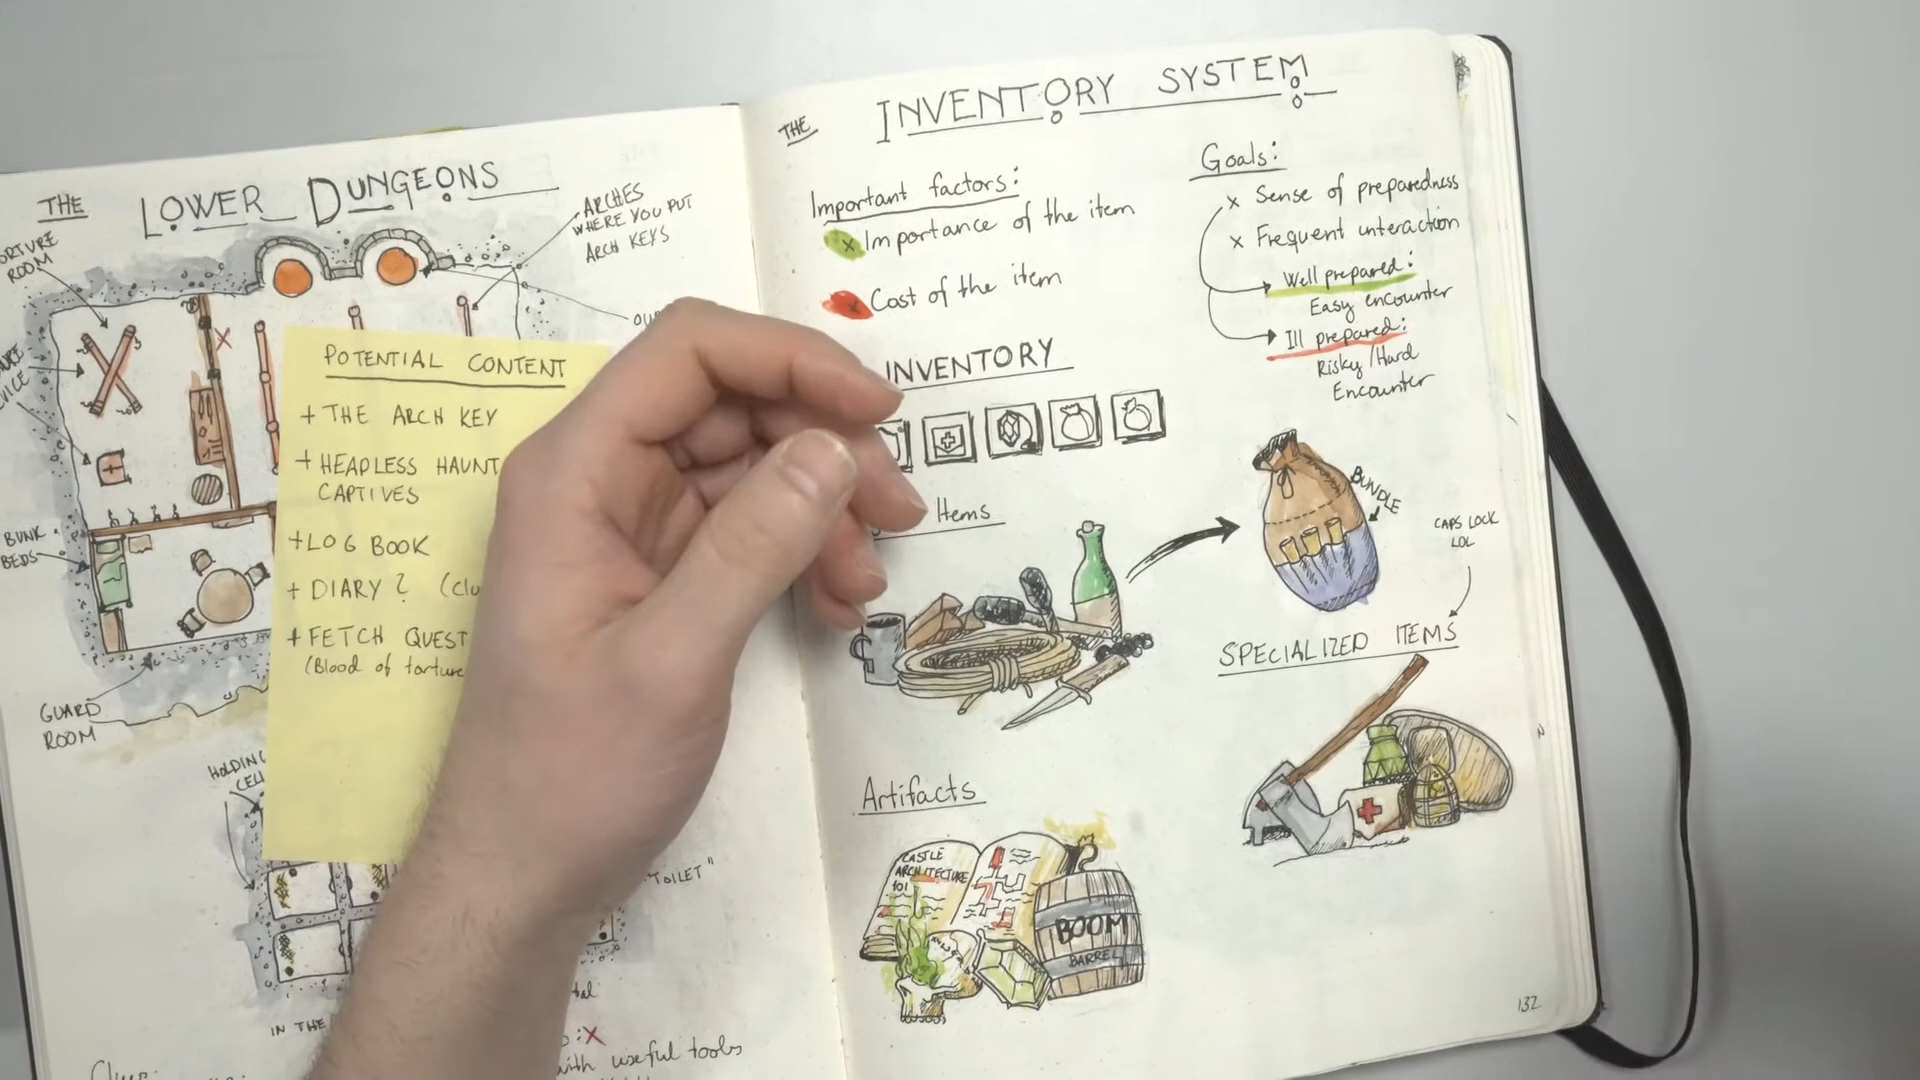 THE LOWER DUNGEONS
ROOM
ARCHES
WHERE YOU PUT
ARCH KEYS
BUNK
BEDS
GUARD
ROOM
POTENTIAL CONTENT
+ THE ARCH KEY
+ HEADLESS HAUNT
CAPTIVES
+ LOG BOOK
+ DIARY? (clu
+ FETCH QUEST
(Blood of torture
HOLDING
CELL
TOILET"
IN THE
with useful tools
THE INVENTORY SYSTEM
Important factors:
x Importance of the item
x Cost of the item
Goals:
x Sense of preparedness
x Frequent interaction
Well prepared:
Easy encounter
Ill prepared:
Risky/Hard
Encounter
INVENTORY
Items
BUNDLE
CAPS LOCK
LOL
SPECIALIZED ITEMS
Artifacts
CASTLE
ARCHITECTURE
101
BOOM
BARREL
132